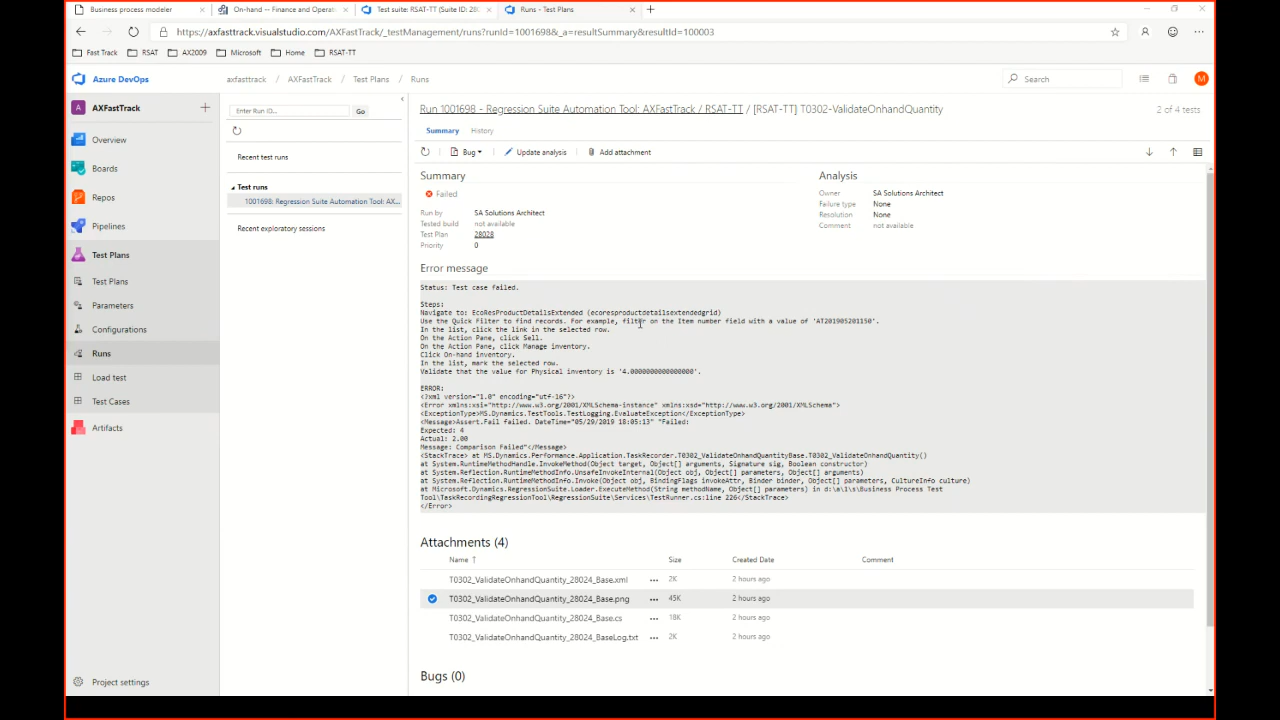 Business process modeler
On-hand -- Finance and Operat
Test suite: RSAT-TT (Suite ID: 28
Runs - Test Plans
https://axfasttrack.visualstudio.com/AXFastTrack/_testManagement/runs?runId=1001698&_a=resultSummary&resultId=100003
Fast Track
RSAT
AX2009
Microsoft
Home
RSAT-TT
Azure DevOps
axfasttrack / AXFastTrack / Test Plans / Runs
Search
M
A AXFastTrack
Overview
Boards
Repos
Pipelines
Test Plans
Test Plans
Parameters
Configurations
Runs
Load test
Test Cases
Artifacts
Project settings
Enter Run ID...
Go
Recent test runs
Test runs
1001698: Regression Suite Automation Tool: AX...
Recent exploratory sessions
Run 1001698 - Regression Suite Automation Tool: AXFastTrack / RSAT-TT / [RSAT-TT] T0302-ValidateOnhandQuantity
2 of 4 tests
Summary History
Bug Update analysis Add attachment
Summary
Failed
Run by SA Solutions Architect
Tested build not available
Test Plan 28028
Priority 0
Analysis
Owner SA Solutions Architect
Failure type None
Resolution None
Comment not available
Error message
Status: Test case failed.
Steps:
Navigate to: EcoResProductDetailsExtended (ecoresproductdetailsextendedgrid)
Use the Quick Filter to find records. For example, filter on the Item number field with a value of 'AT201905201150'.
In the list, click the link in the selected row.
On the Action Pane, click Sell.
On the Action Pane, click Manage inventory.
Click On-hand inventory.
In the list, mark the selected row.
Validate that the value for Physical inventory is '4.0000000000000000'.
ERROR:
<?xml version="1.0" encoding="utf-16"?>
<Error xmlns:xsi="http://www.w3.org/2001/XMLSchema-instance" xmlns:xsd="http://www.w3.org/2001/XMLSchema">
<ExceptionType>MS.Dynamics.TestTools.TestLogging.EvaluateException</ExceptionType>
<Message>Assert.Fail failed. DateTime="05/29/2019 18:05:13" "Failed:
Expected: 4
Actual: 2.00
Message: Comparison Failed"</Message>
<StackTrace> at MS.Dynamics.Performance.Application.TaskRecorder.T0302_ValidateOnhandQuantityBase.T0302_ValidateOnhandQuantity()
at System.RuntimeMethodHandle.InvokeMethod(Object target, Object[] arguments, Signature sig, Boolean constructor)
at System.Reflection.RuntimeMethodInfo.UnsafeInvokeInternal(Object obj, Object[] parameters, Object[] arguments)
at System.Reflection.RuntimeMethodInfo.Invoke(Object obj, BindingFlags invokeAttr, Binder binder, Object[] parameters, CultureInfo culture)
at Microsoft.Dynamics.RegressionSuite.Loader.ExecuteMethod(String methodName, Object[] parameters) in d:\a\1\s\Business Process Test
Tool\TaskRecordingRegressionTool\RegressionSuite\Services\TestRunner.cs:line 226</StackTrace>
</Error>
Attachments (4)
Name Size Created Date Comment
T0302_ValidateOnhandQuantity_28024_Base.xml ... 2K 2 hours ago
T0302_ValidateOnhandQuantity_28024_Base.png ... 45K 2 hours ago
T0302_ValidateOnhandQuantity_28024_Base.cs ... 18K 2 hours ago
T0302_ValidateOnhandQuantity_28024_BaseLog.txt ... 2K 2 hours ago
Bugs (0)